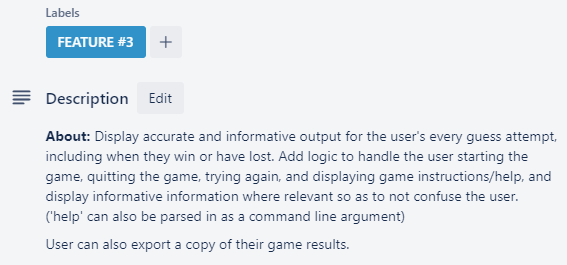 Labels
FEATURE #3
+
Description
Edit
About: Display accurate and informative output for the user's every guess attempt,
including when they win or have lost. Add logic to handle the user starting the
game, quitting the game, trying again, and displaying game instructions/help, and
display informative information where relevant so as to not confuse the user.
('help' can also be parsed in as a command line argument)
User can also export a copy of their game results.